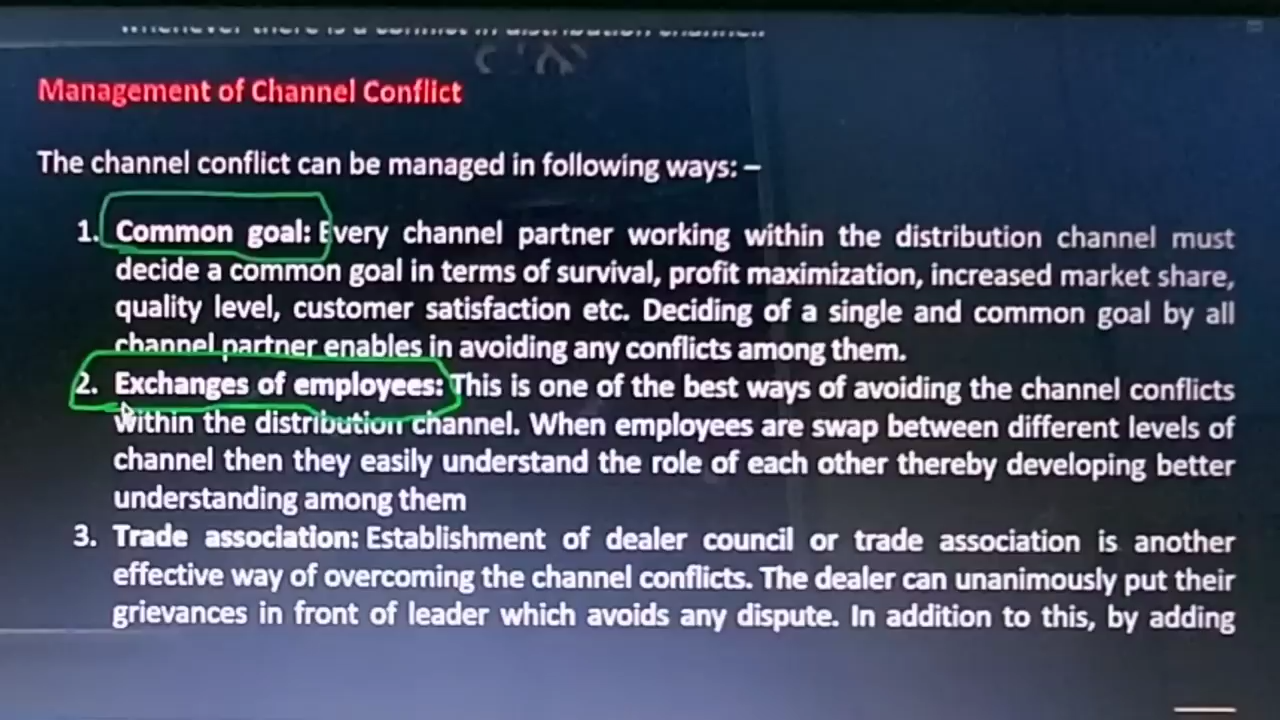 Whenever there is a conflict in distribution channel.
Management of Channel Conflict
The channel conflict can be managed in following ways: –
1. Common goal: Every channel partner working within the distribution channel must
decide a common goal in terms of survival, profit maximization, increased market share,
quality level, customer satisfaction etc. Deciding of a single and common goal by all
channel partner enables in avoiding any conflicts among them.
2. Exchanges of employees: This is one of the best ways of avoiding the channel conflicts
within the distribution channel. When employees are swap between different levels of
channel then they easily understand the role of each other thereby developing better
understanding among them
3. Trade association: Establishment of dealer council or trade association is another
effective way of overcoming the channel conflicts. The dealer can unanimously put their
grievances in front of leader which avoids any dispute. In addition to this, by adding